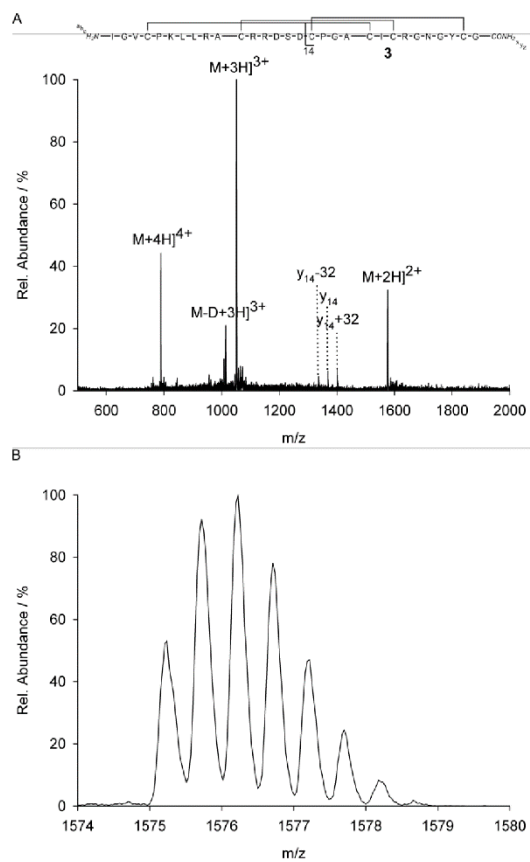 A
H₂N-IGVCPKLLRACRRDSDCPGACICRGNGYCG-CONH₂
14
3
M+3H]³⁺
100
80
60
40
20
0
Rel. Abundance / %
M+4H]⁴⁺
M-D+3H]³⁺
y₁₄-32
y₁₄
y₁₄+32
M+2H]²⁺
600 800 1000 1200 1400 1600 1800 2000
m/z
B
100
80
60
40
20
0
Rel. Abundance / %
1574 1575 1576 1577 1578 1579 1580
m/z